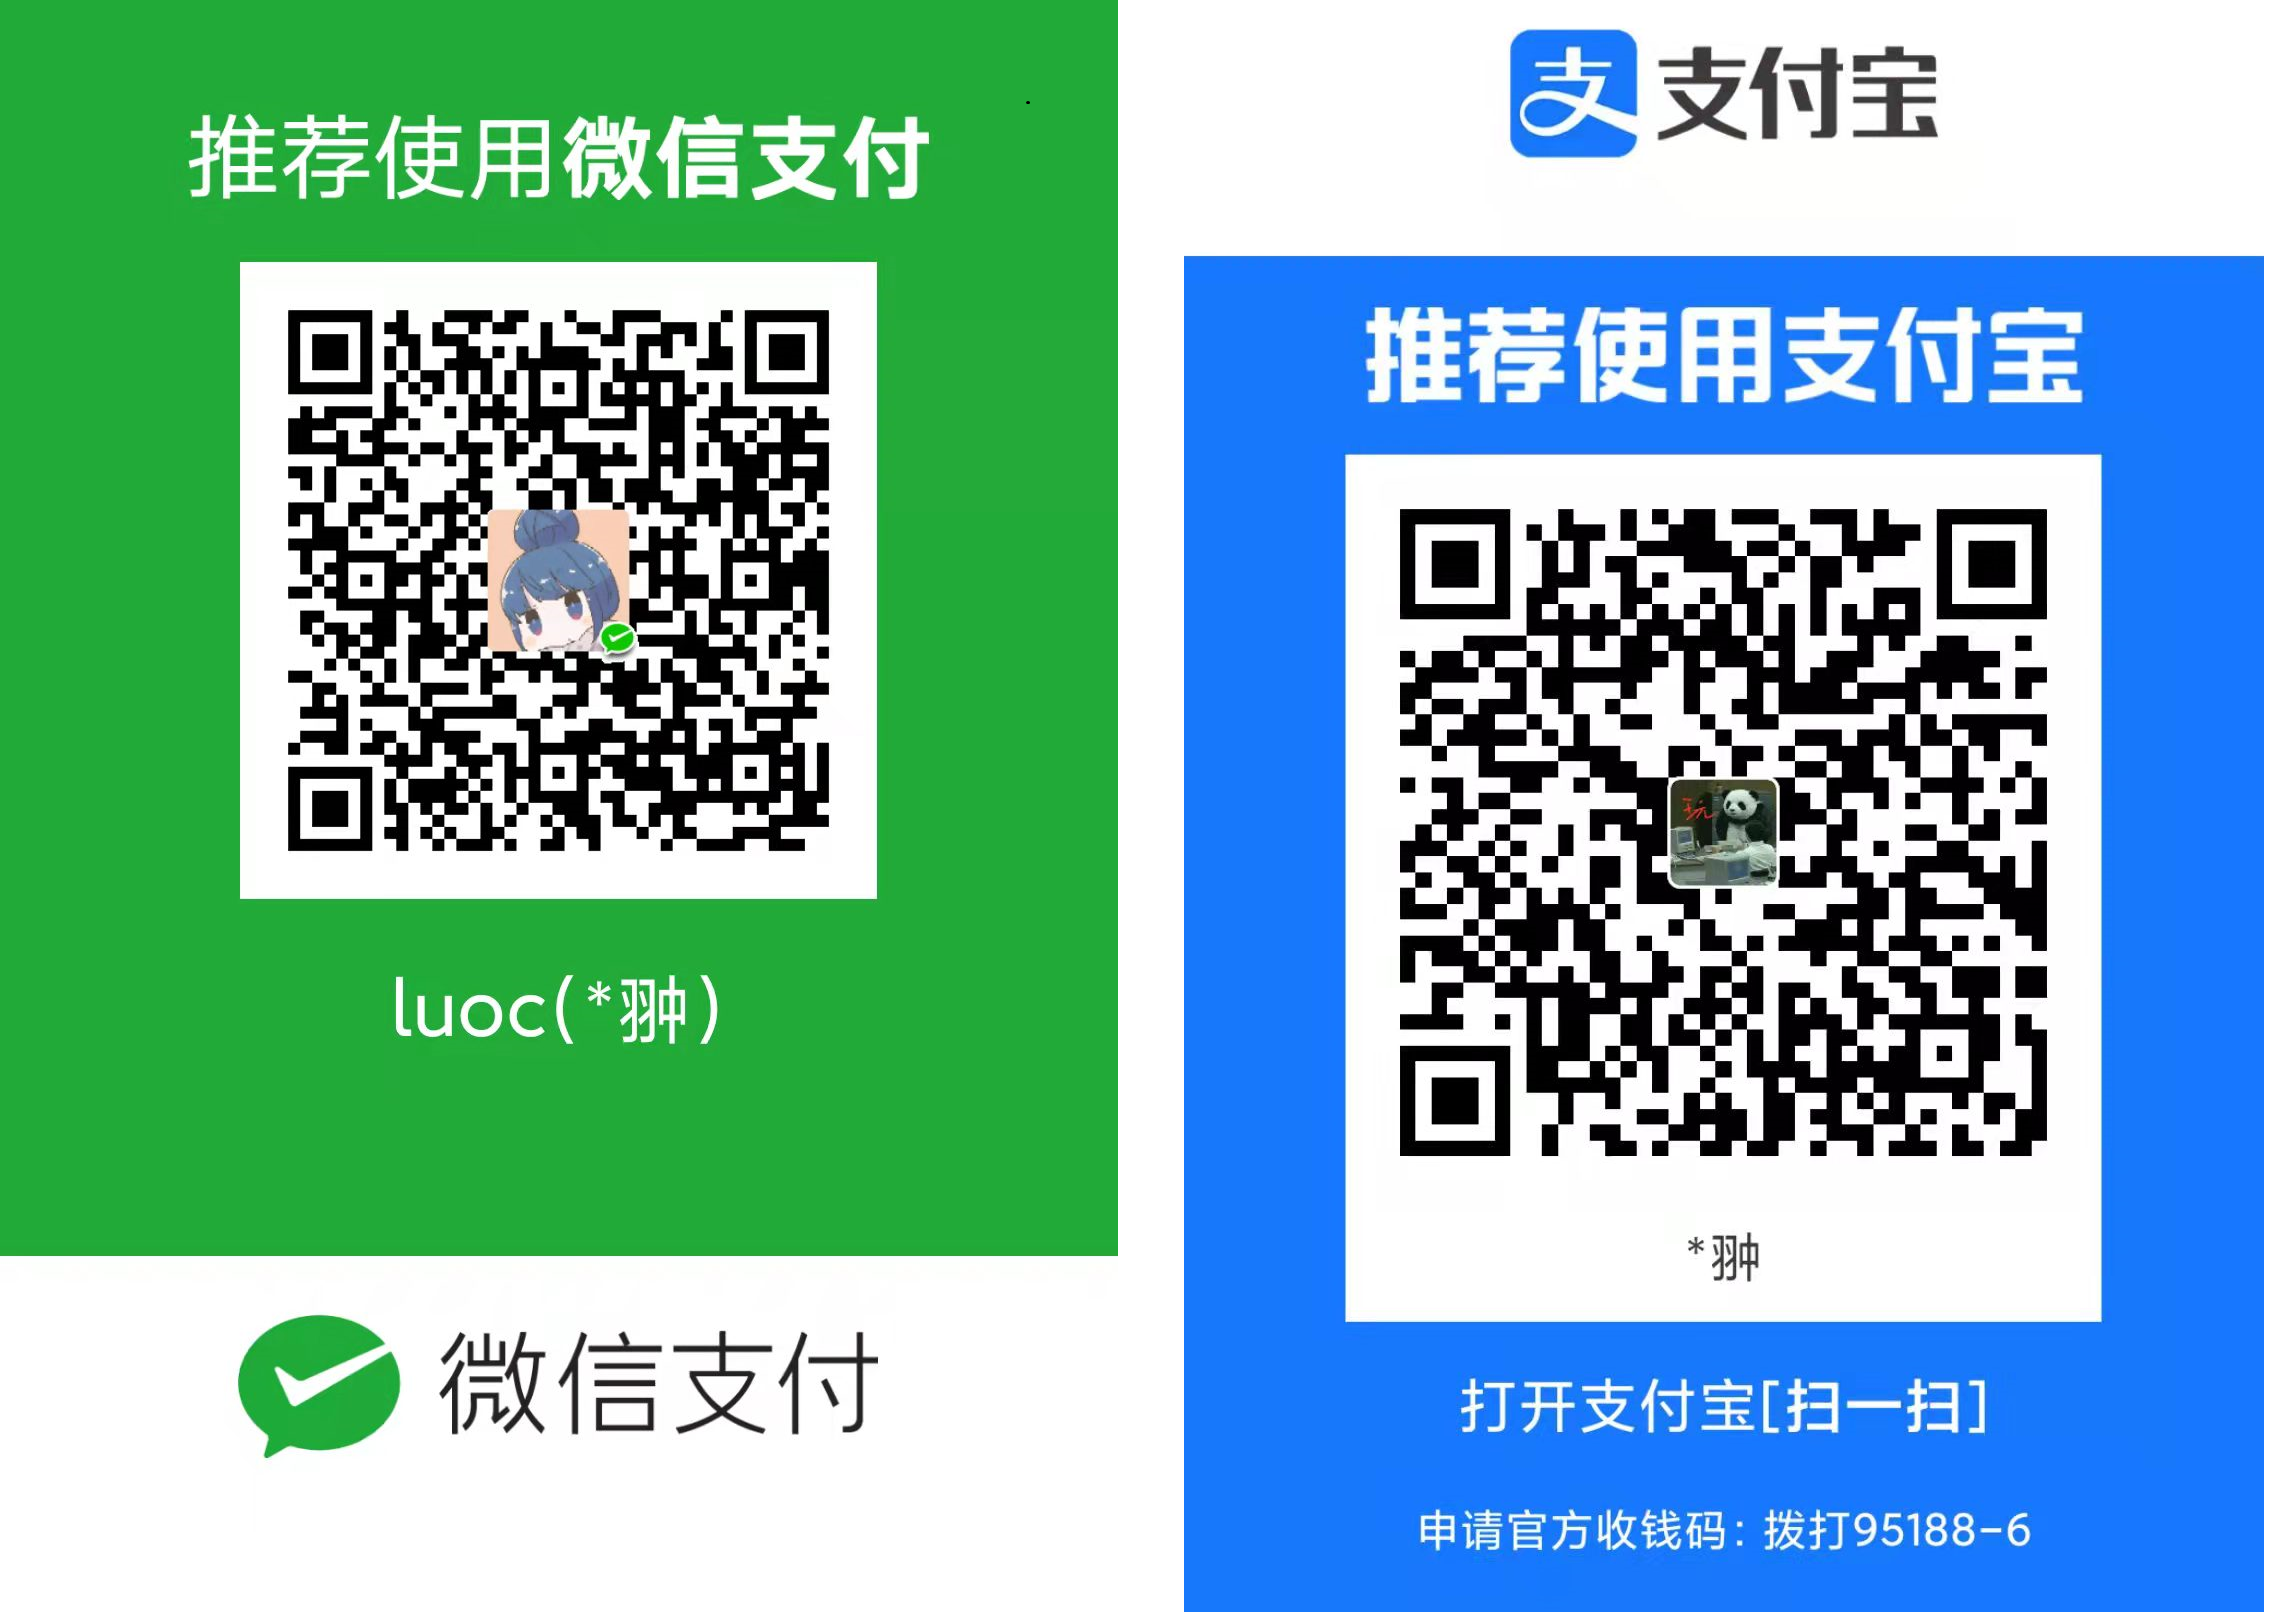 推荐使用微信支付
luoc(*翀)
微信支付
支 支付宝
推荐使用支付宝
玩
*翀
打开支付宝[扫一扫]
申请官方收钱码：拨打95188-6